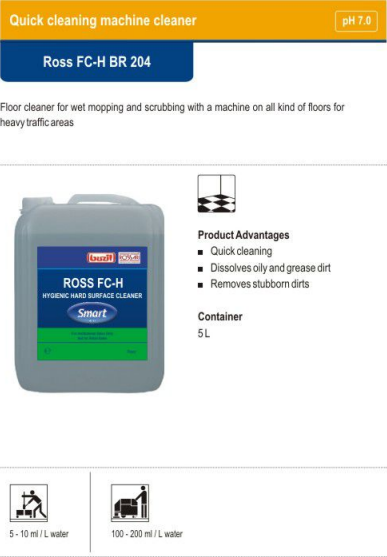 Quick cleaning machine cleaner
pH 7.0
Ross FC-H BR 204
Floor cleaner for wet mopping and scrubbing with a machine on all kind of floors for
heavy traffic areas
buzil ROSS
ROSS FC-H
HYGIENIC HARD SURFACE CLEANER
Smart
Product Advantages
Quick cleaning
Dissolves oily and grease dirt
Removes stubborn dirts
Container
5 L
5 - 10 ml / L water
100 - 200 ml / L water